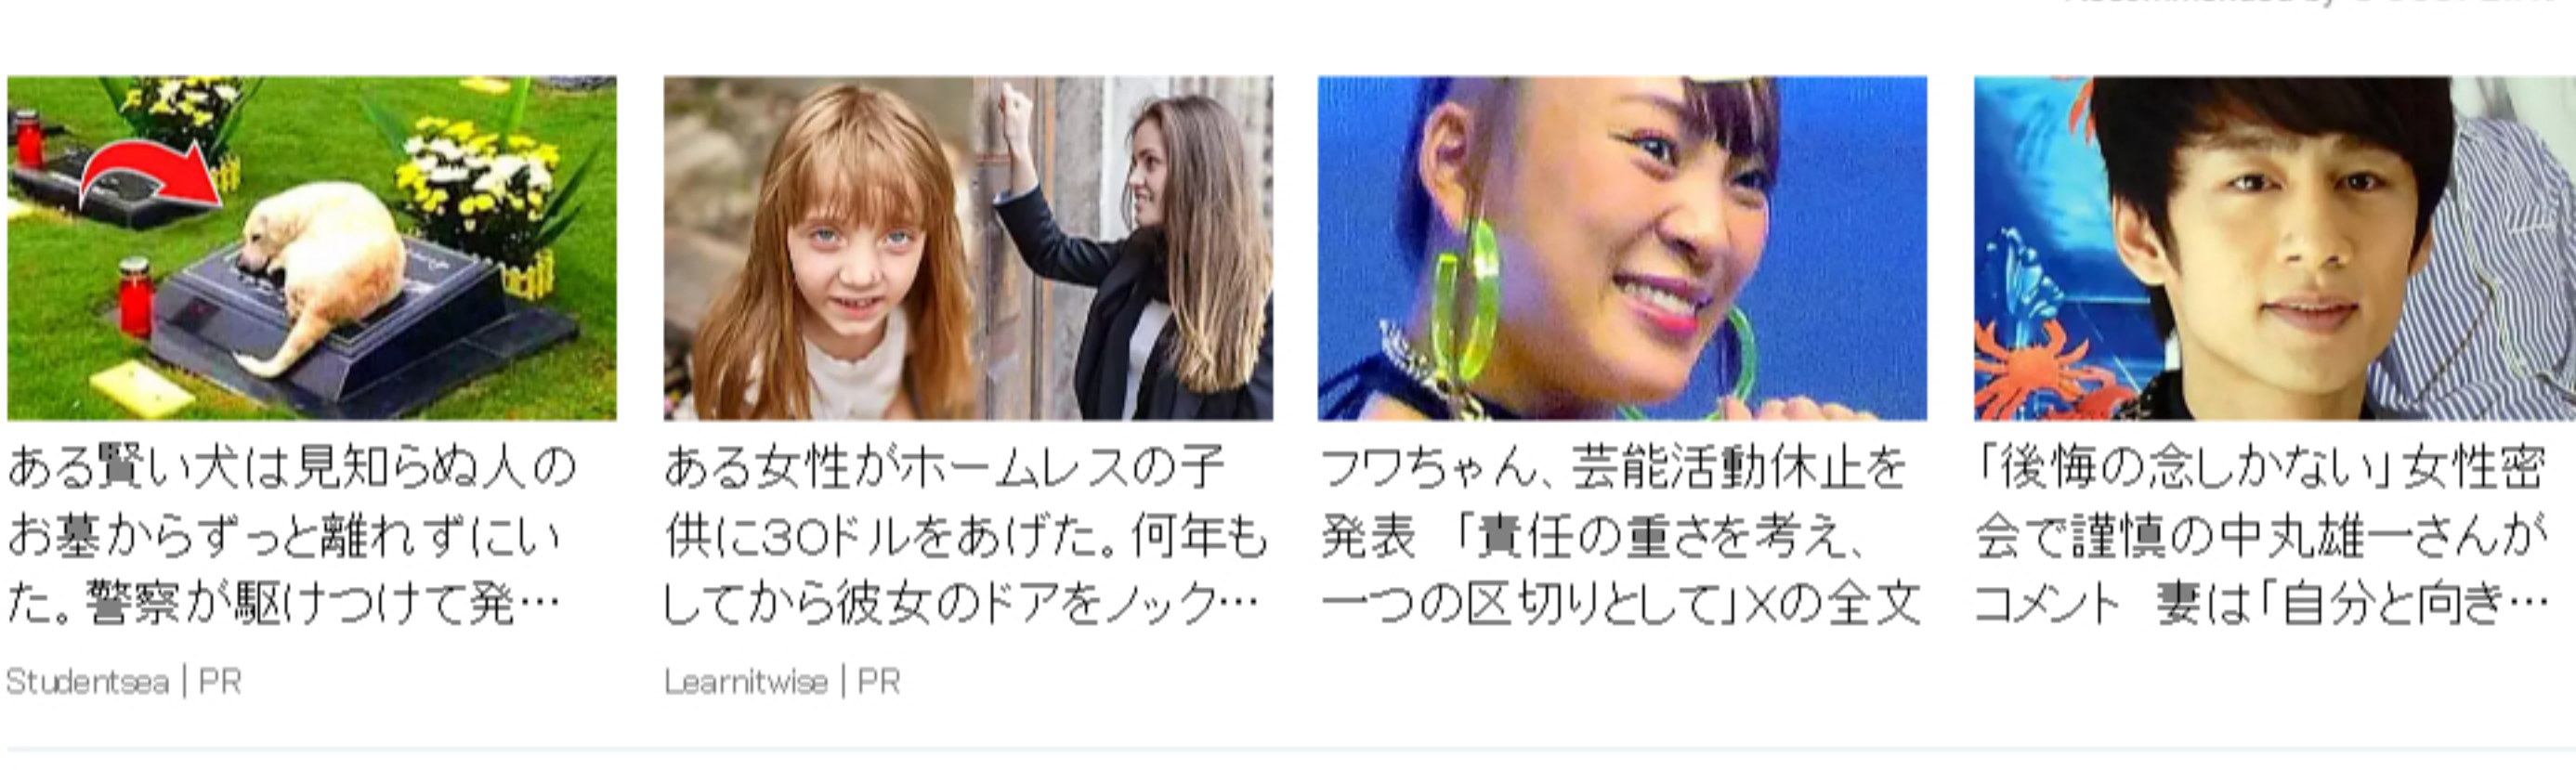 ある賢い犬は見知らぬ人の
お墓からずっと離れずにい
た。警察が駆けつけて発…
Studentsea | PR
ある女性がホームレスの子
供に30ドルをあげた。何年も
してから彼女のドアをノック…
Learnitwise | PR
フワちゃん、芸能活動休止を
発表　「責任の重さを考え、
一つの区切りとして」Xの全文
「後悔の念しかない」女性密
会で謹慎の中丸雄一さんが
コメント　妻は「自分と向き…